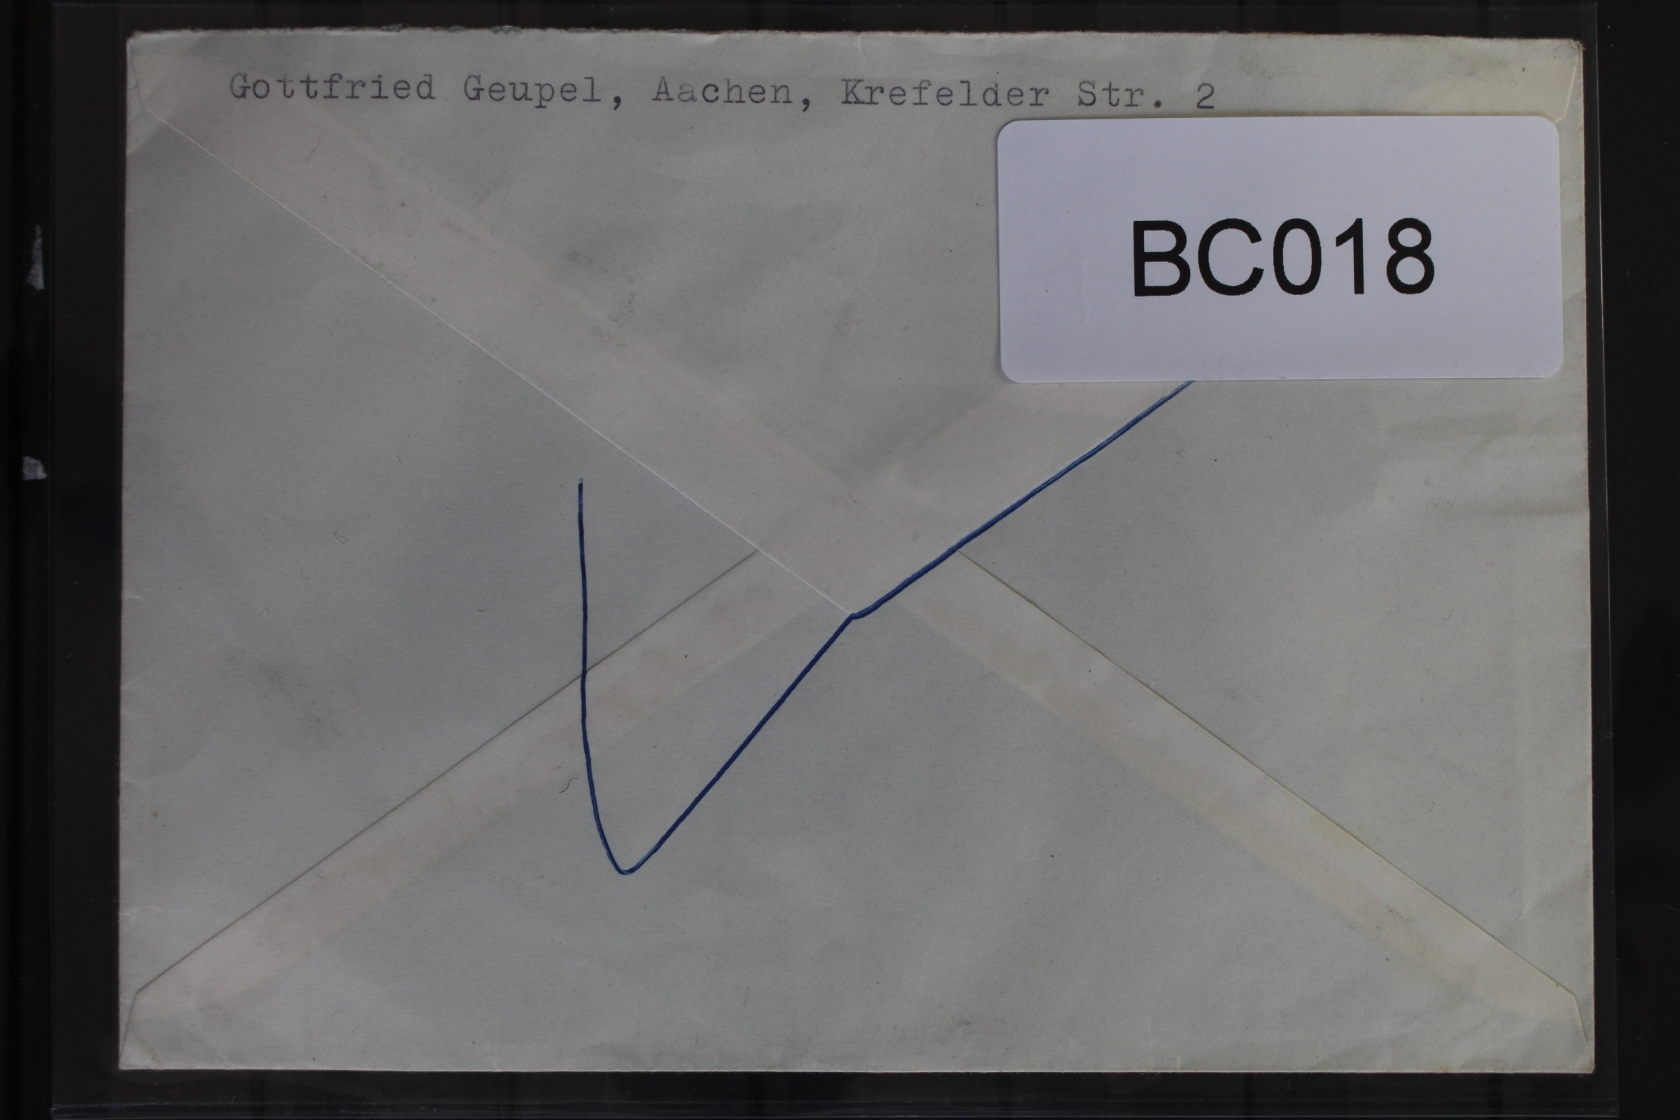 Gottfried Geupel, Aachen, Krefelder Str. 2
BC018